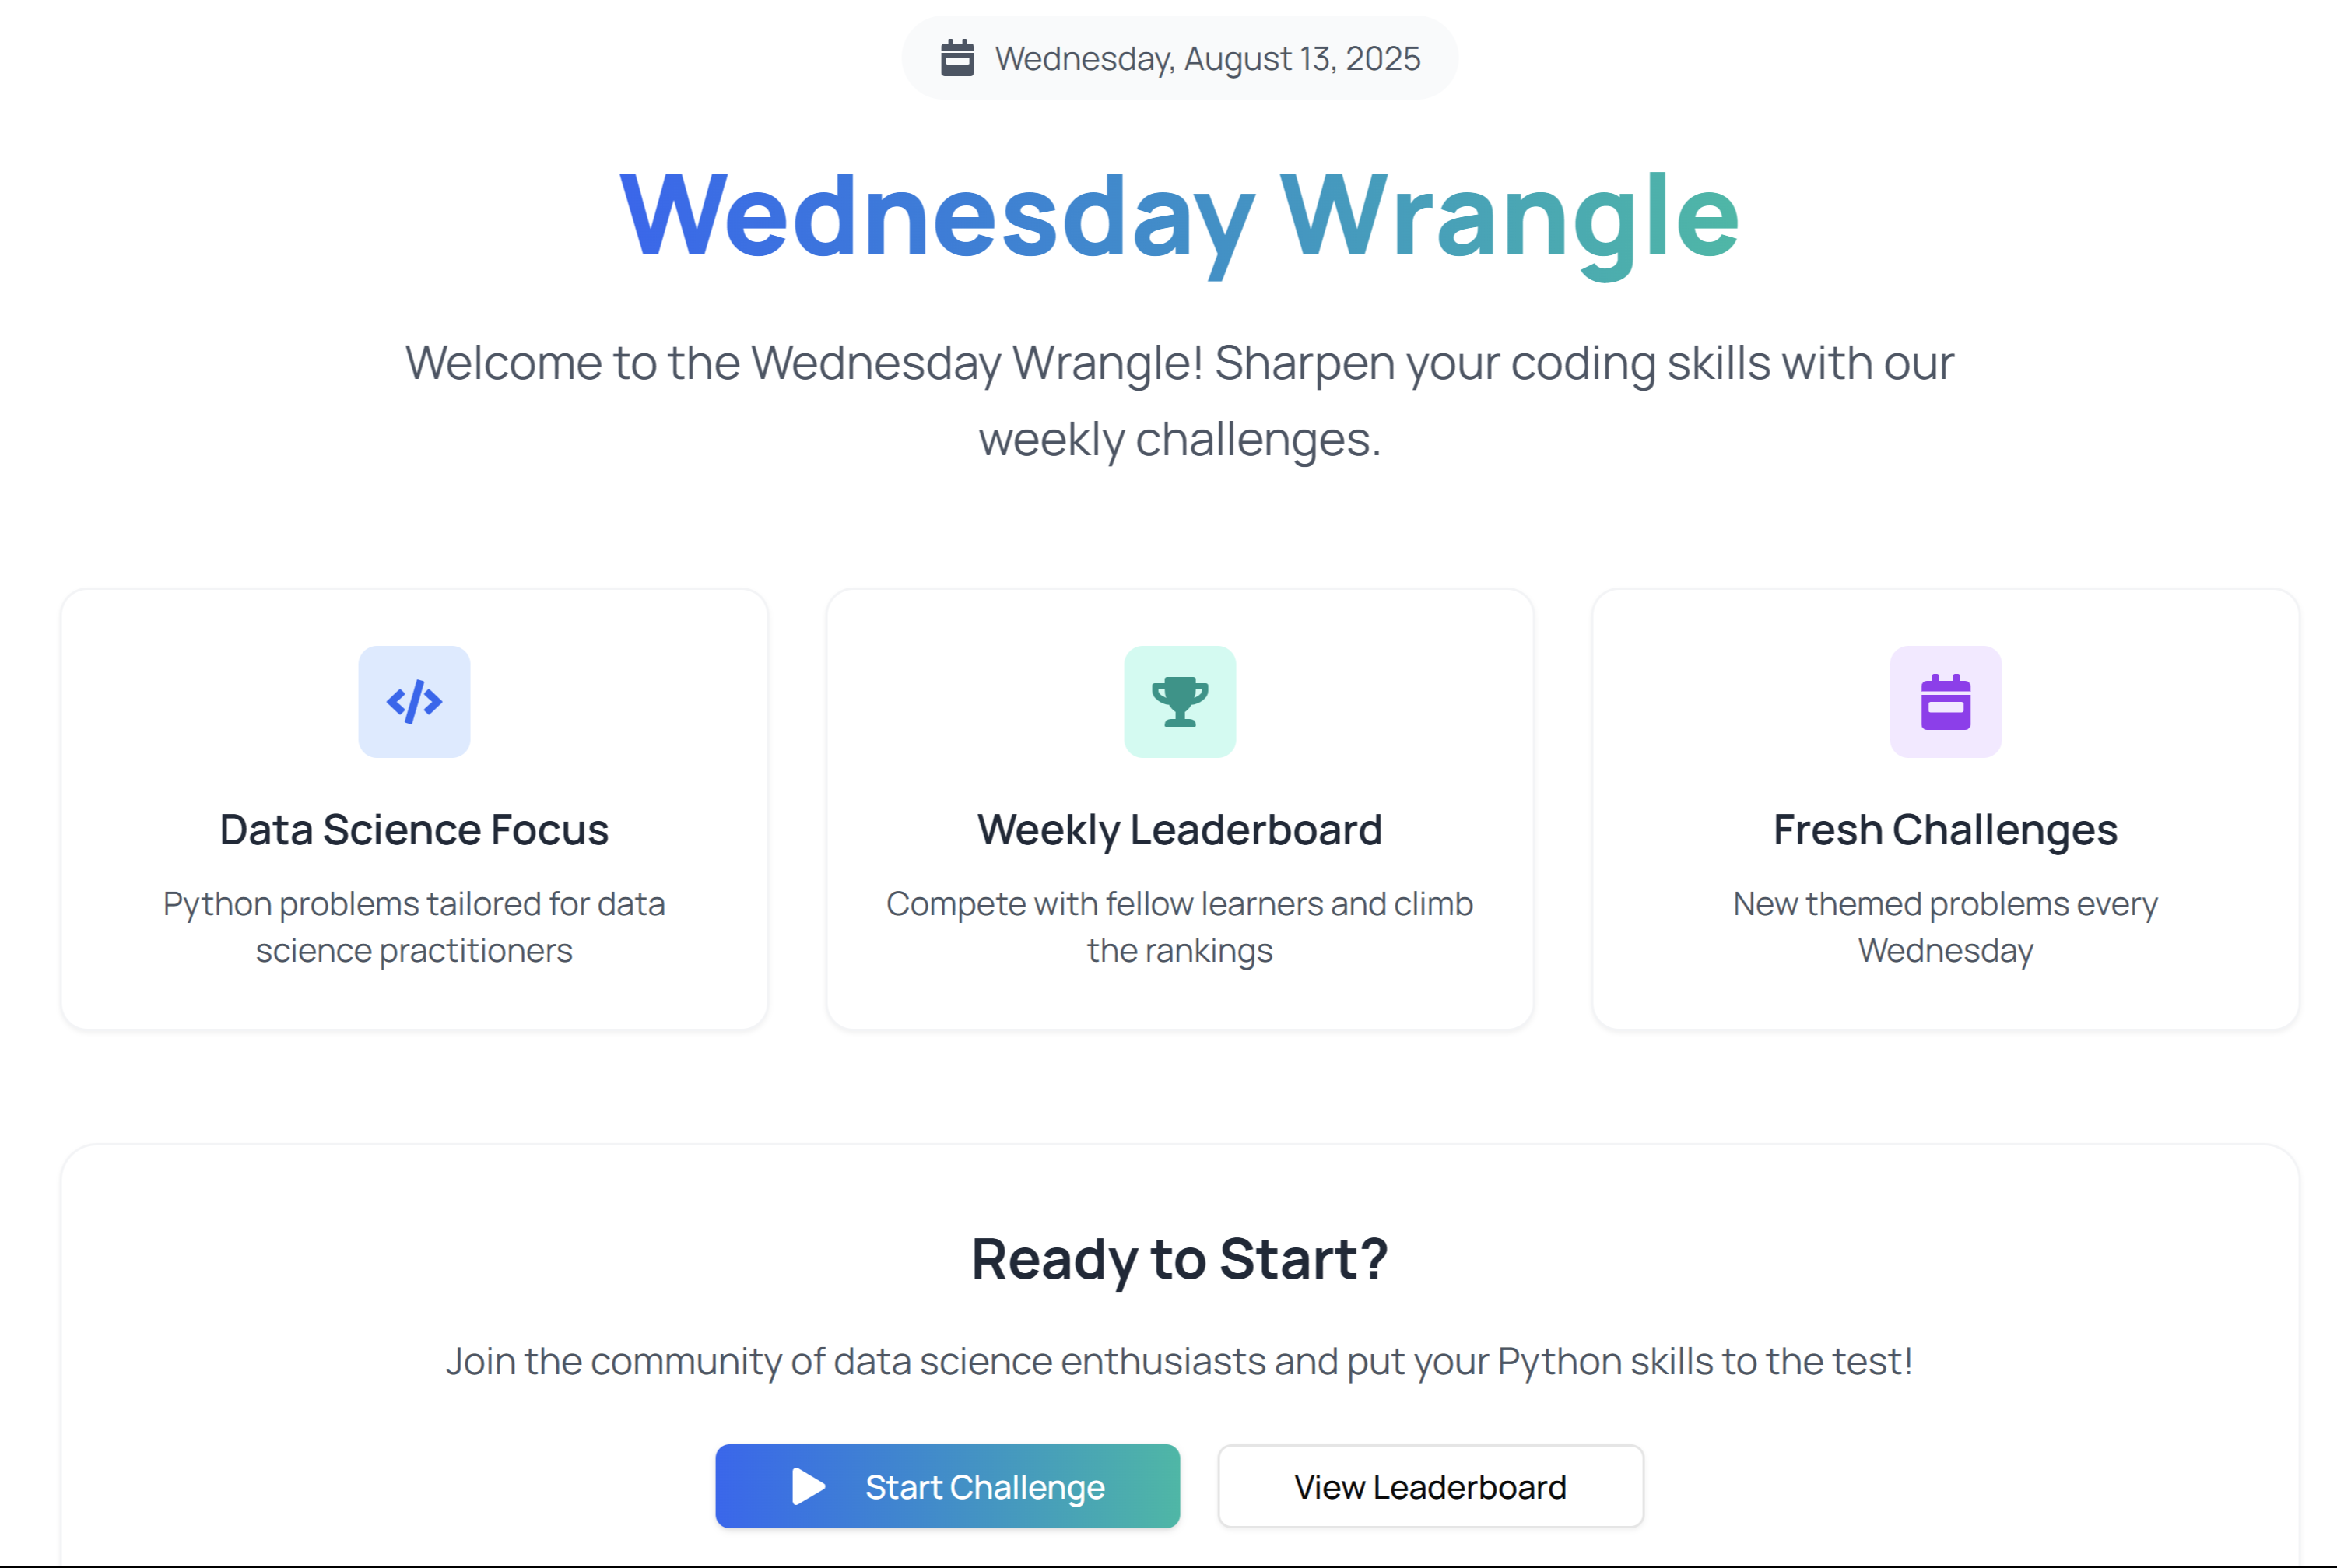 Wednesday, August 13, 2025
Wednesday Wrangle
Welcome to the Wednesday Wrangle! Sharpen your coding skills with our
weekly challenges.
Data Science Focus
Python problems tailored for data
science practitioners
Weekly Leaderboard
Compete with fellow learners and climb
the rankings
Fresh Challenges
New themed problems every
Wednesday
Ready to Start?
Join the community of data science enthusiasts and put your Python skills to the test!
Start Challenge
View Leaderboard